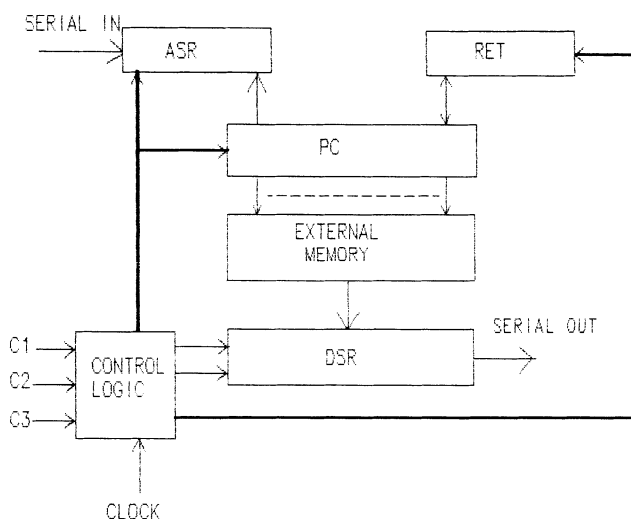 SERIAL IN
ASR
RET
PC
EXTERNAL
MEMORY
SERIAL OUT
C1
C2
C3
CONTROL
LOGIC
DSR
CLOCK